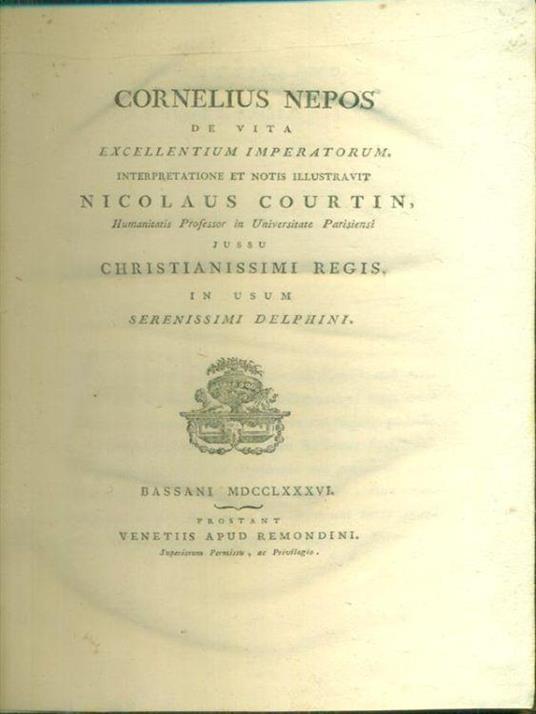 CORNELIUS NEPOS
DE VITA
EXCELLENTIUM IMPERATORUM.
INTERPRETATIONE ET NOTIS ILLUSTRAVIT
NICOLAUS COURTIN,
Humanitatis Professor in Universitate Parisiensi
JUSSU
CHRISTIANISSIMI REGIS,
IN USUM
SERENISSIMI DELPHINI.
BASSANI MDCCLXXXVI.
PROSTANT
VENETIIS APUD REMONDINI.
Superiorum Permissu, ac Privilegio.